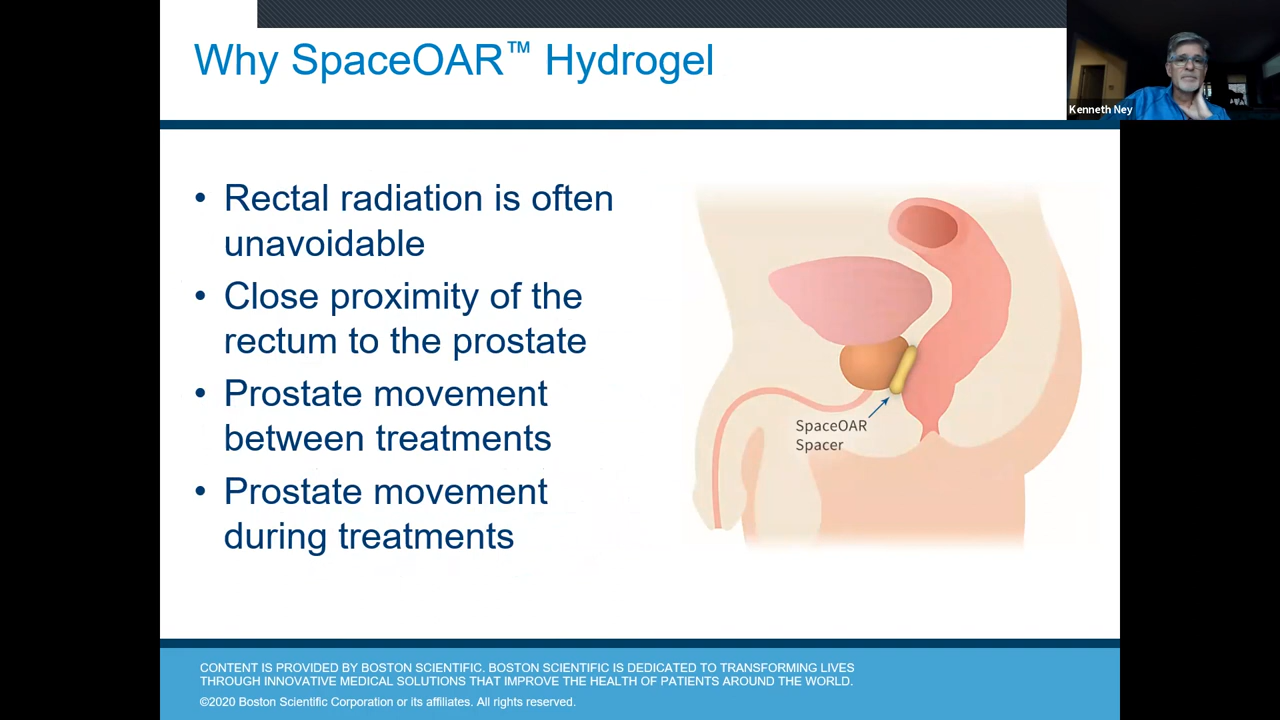 Why SpaceOAR™ Hydrogel
Kenneth Ney
• Rectal radiation is often
unavoidable
• Close proximity of the
rectum to the prostate
• Prostate movement
between treatments
• Prostate movement
during treatments
SpaceOAR
Spacer
CONTENT IS PROVIDED BY BOSTON SCIENTIFIC. BOSTON SCIENTIFIC IS DEDICATED TO TRANSFORMING LIVES
THROUGH INNOVATIVE MEDICAL SOLUTIONS THAT IMPROVE THE HEALTH OF PATIENTS AROUND THE WORLD.
©2020 Boston Scientific Corporation or its affiliates. All rights reserved.